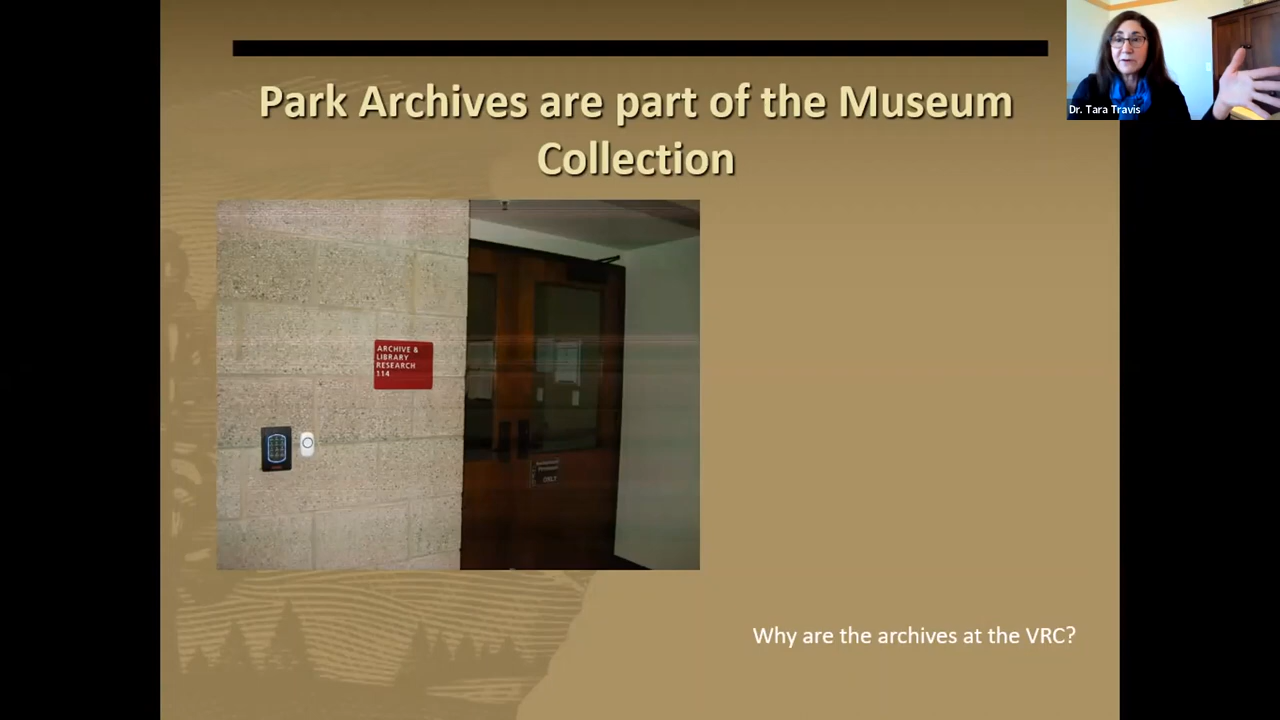 Park Archives are part of the Museum
Collection
Dr. Tara Travis
ARCHIVE &
LIBRARY
RESEARCH
114
ONLY
Why are the archives at the VRC?